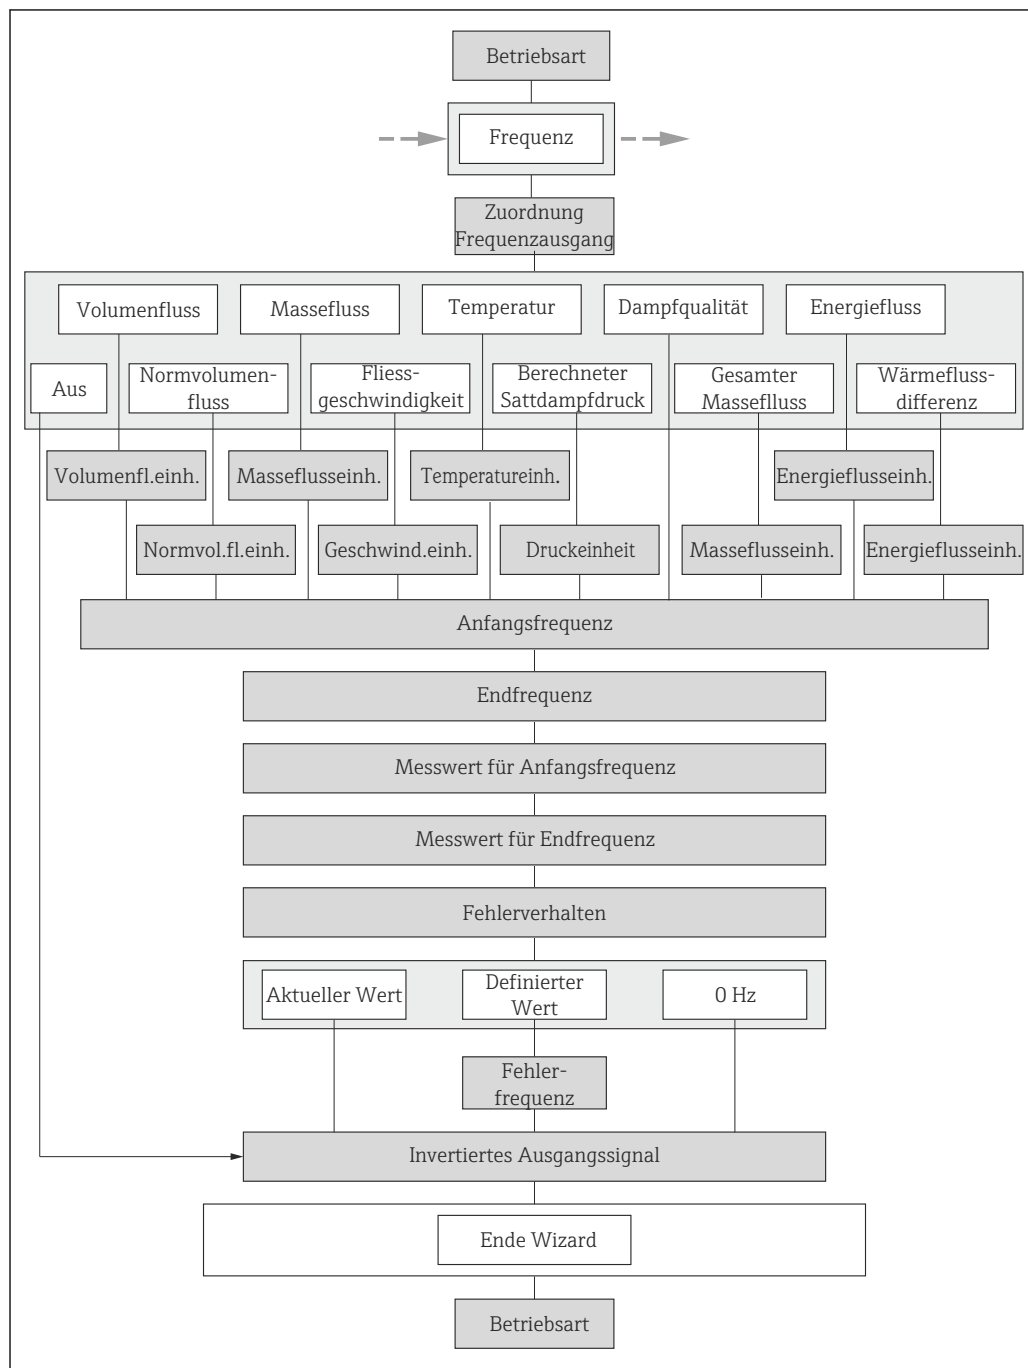 Betriebsart
Frequenz
Zuordnung
Frequenzausgang
Volumenfluss
Massefluss
Temperatur
Dampfqualität
Energiefluss
Aus
Normvolumen-
fluss
Fliess-
geschwindigkeit
Berechneter
Sattdampfdruck
Gesamter
Masseflluss
Wärmefluss-
differenz
Volumenfl.einh.
Masseflusseinh.
Temperatureinh.
Energieflusseinh.
Normvol.fl.einh.
Geschwind.einh.
Druckeinheit
Masseflusseinh.
Energieflusseinh.
Anfangsfrequenz
Endfrequenz
Messwert für Anfangsfrequenz
Messwert für Endfrequenz
Fehlerverhalten
Aktueller Wert
Definierter
Wert
0 Hz
Fehler-
frequenz
Invertiertes Ausgangssignal
Ende Wizard
Betriebsart